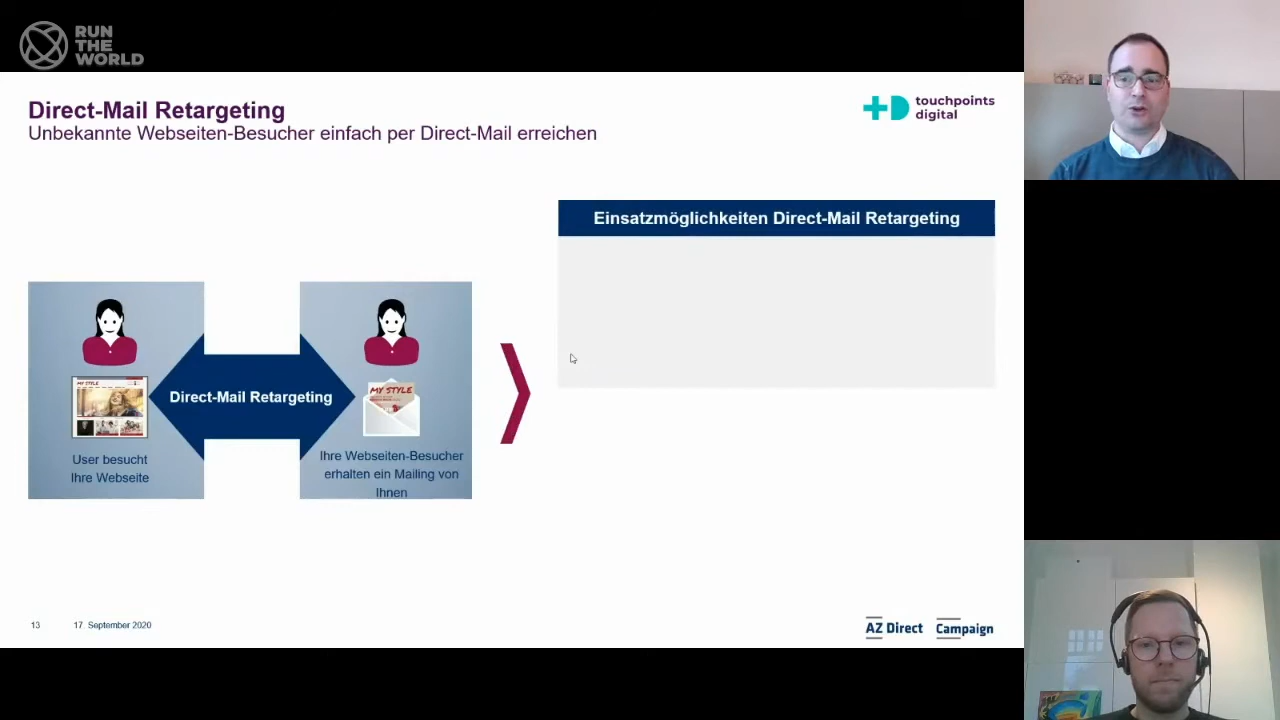 RUN
THE
WORLD
Direct-Mail Retargeting
Unbekannte Webseiten-Besucher einfach per Direct-Mail erreichen
touchpoints
digital
Einsatzmöglichkeiten Direct-Mail Retargeting
MY STYLE
MY STYLE
Direct-Mail Retargeting
User besucht
Ihre Webseite
Ihre Webseiten-Besucher
erhalten ein Mailing von
Ihnen
13
17. September 2020
AZ Direct
Campaign